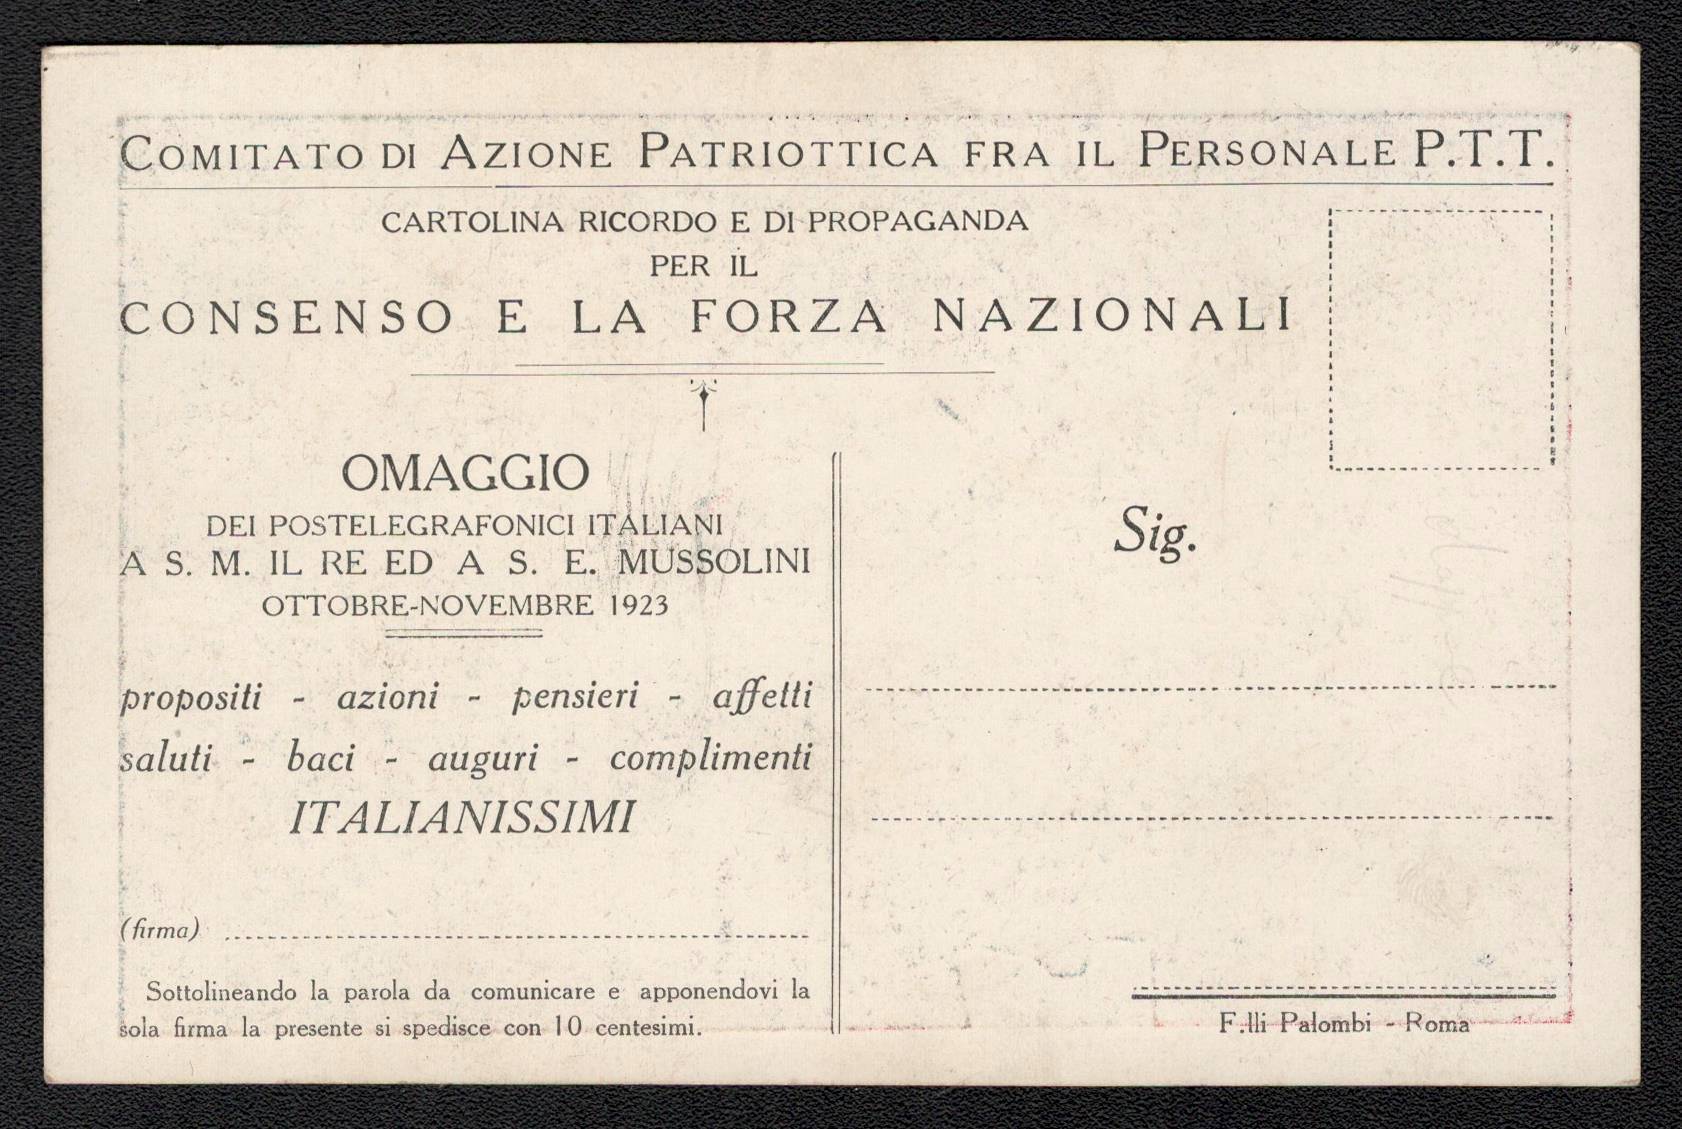 COMITATO DI AZIONE PATRIOTTICA FRA IL PERSONALE P.T.T.
CARTOLINA RICORDO E DI PROPAGANDA
PER IL
CONSENSO E LA FORZA NAZIONALI
OMAGGIO
DEI POSTELEGRAFONICI ITALIANI
A S. M. IL RE ED A S. E. MUSSOLINI
OTTOBRE-NOVEMBRE 1923
propositi - azioni - pensieri - affetti
saluti - baci - auguri - complimenti
ITALIANISSIMI
(firma)
Sottolineando la parola da comunicare e apponendovi la
sola firma la presente si spedisce con 10 centesimi.
Sig.
F.lli Palombi - Roma